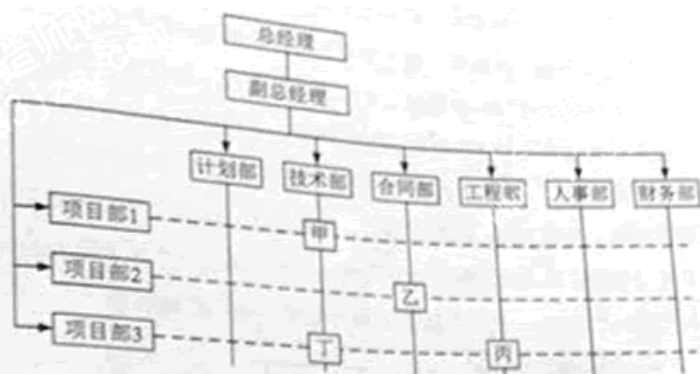 总经理
副总经理
计划部
技术部
合同部
工程部
人事部
财务部
项目部1
甲
项目部2
乙
项目部3
丁
丙